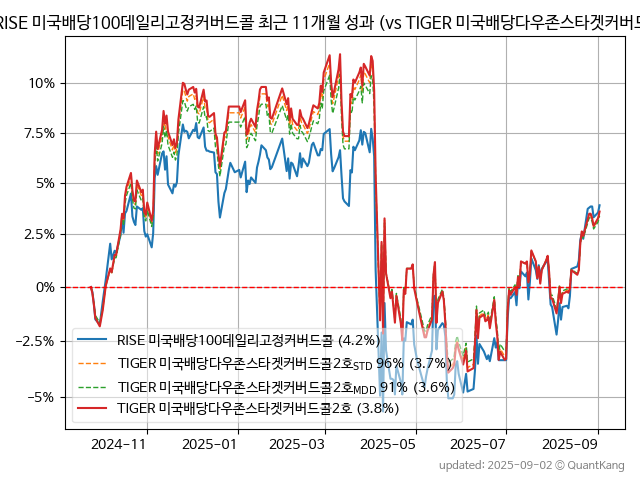 RISE 미국배당100데일리고정커버드콜 최근 11개월 성과 (vs TIGER 미국배당다우존스타겟커버드
10%
7.5%
5%
2.5%
0%
−2.5%
−5%
RISE 미국배당100데일리고정커버드콜 (4.2%)
TIGER 미국배당다우존스타겟커버드콜2호STD 96% (3.7%)
TIGER 미국배당다우존스타겟커버드콜2호MDD 91% (3.6%)
TIGER 미국배당다우존스타겟커버드콜2호 (3.8%)
2024-11 2025-01 2025-03 2025-05 2025-07 2025-09
updated: 2025-09-02 © QuantKang